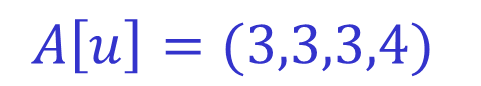 A[u] = (3,3,3,4)